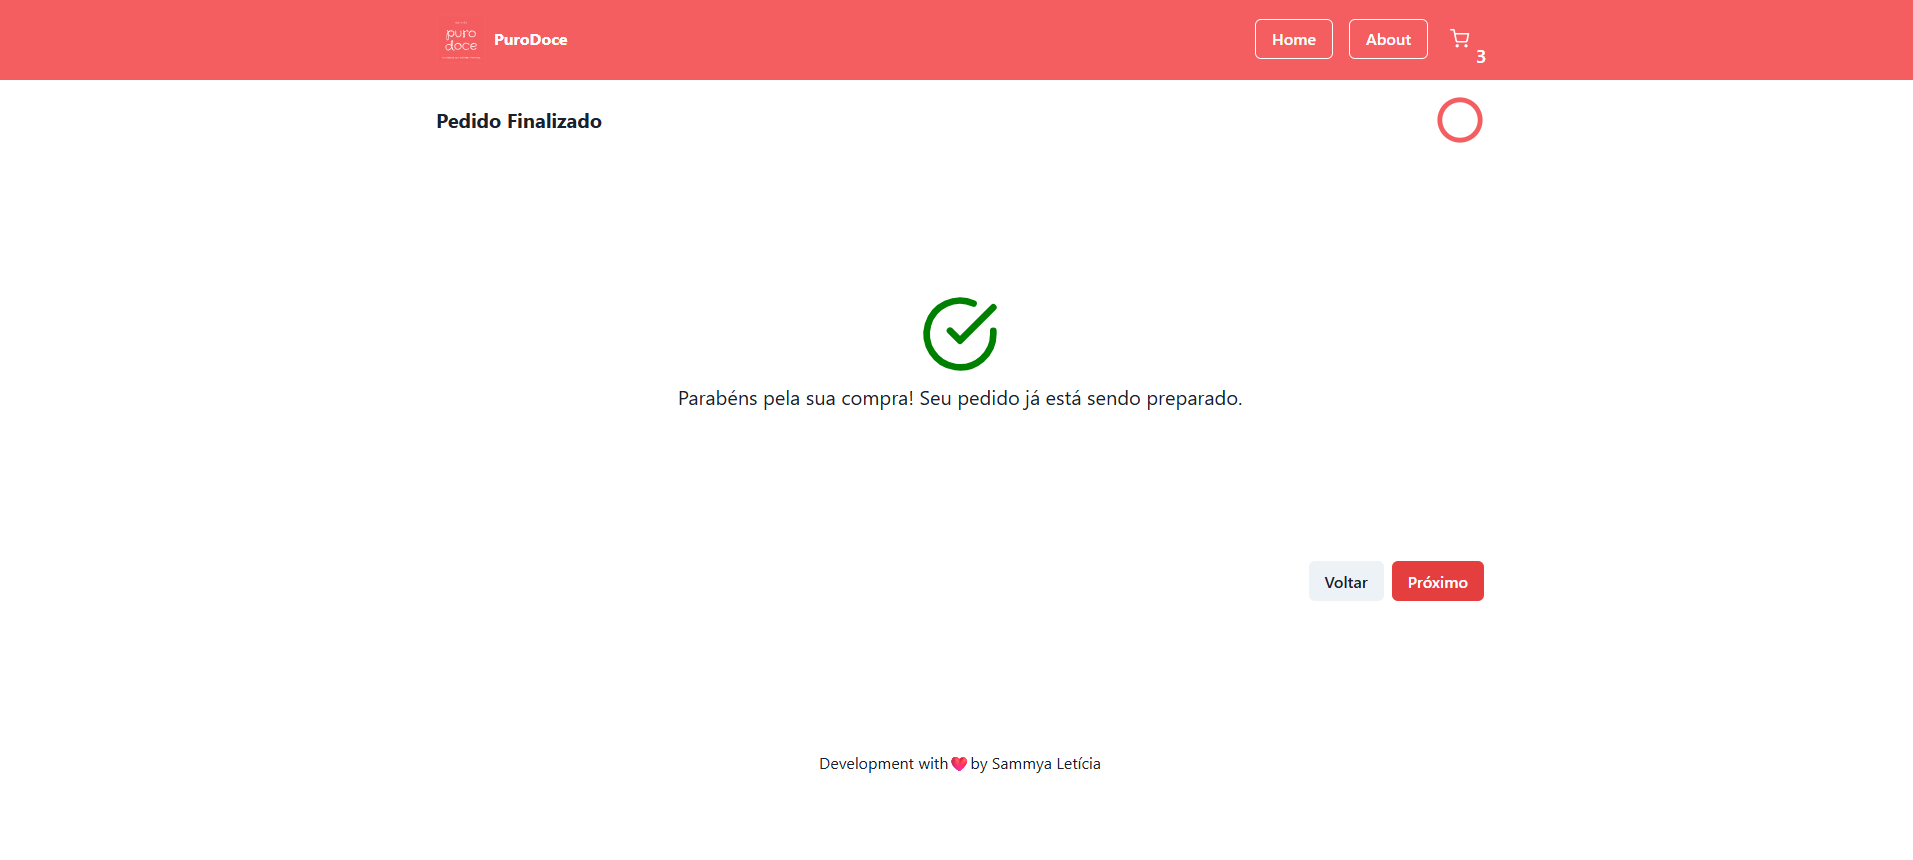 puro
doce
PuroDoce
Home
About
3
Pedido Finalizado
Parabéns pela sua compra! Seu pedido já está sendo preparado.
Voltar
Próximo
Development with❤️by Sammya Letícia